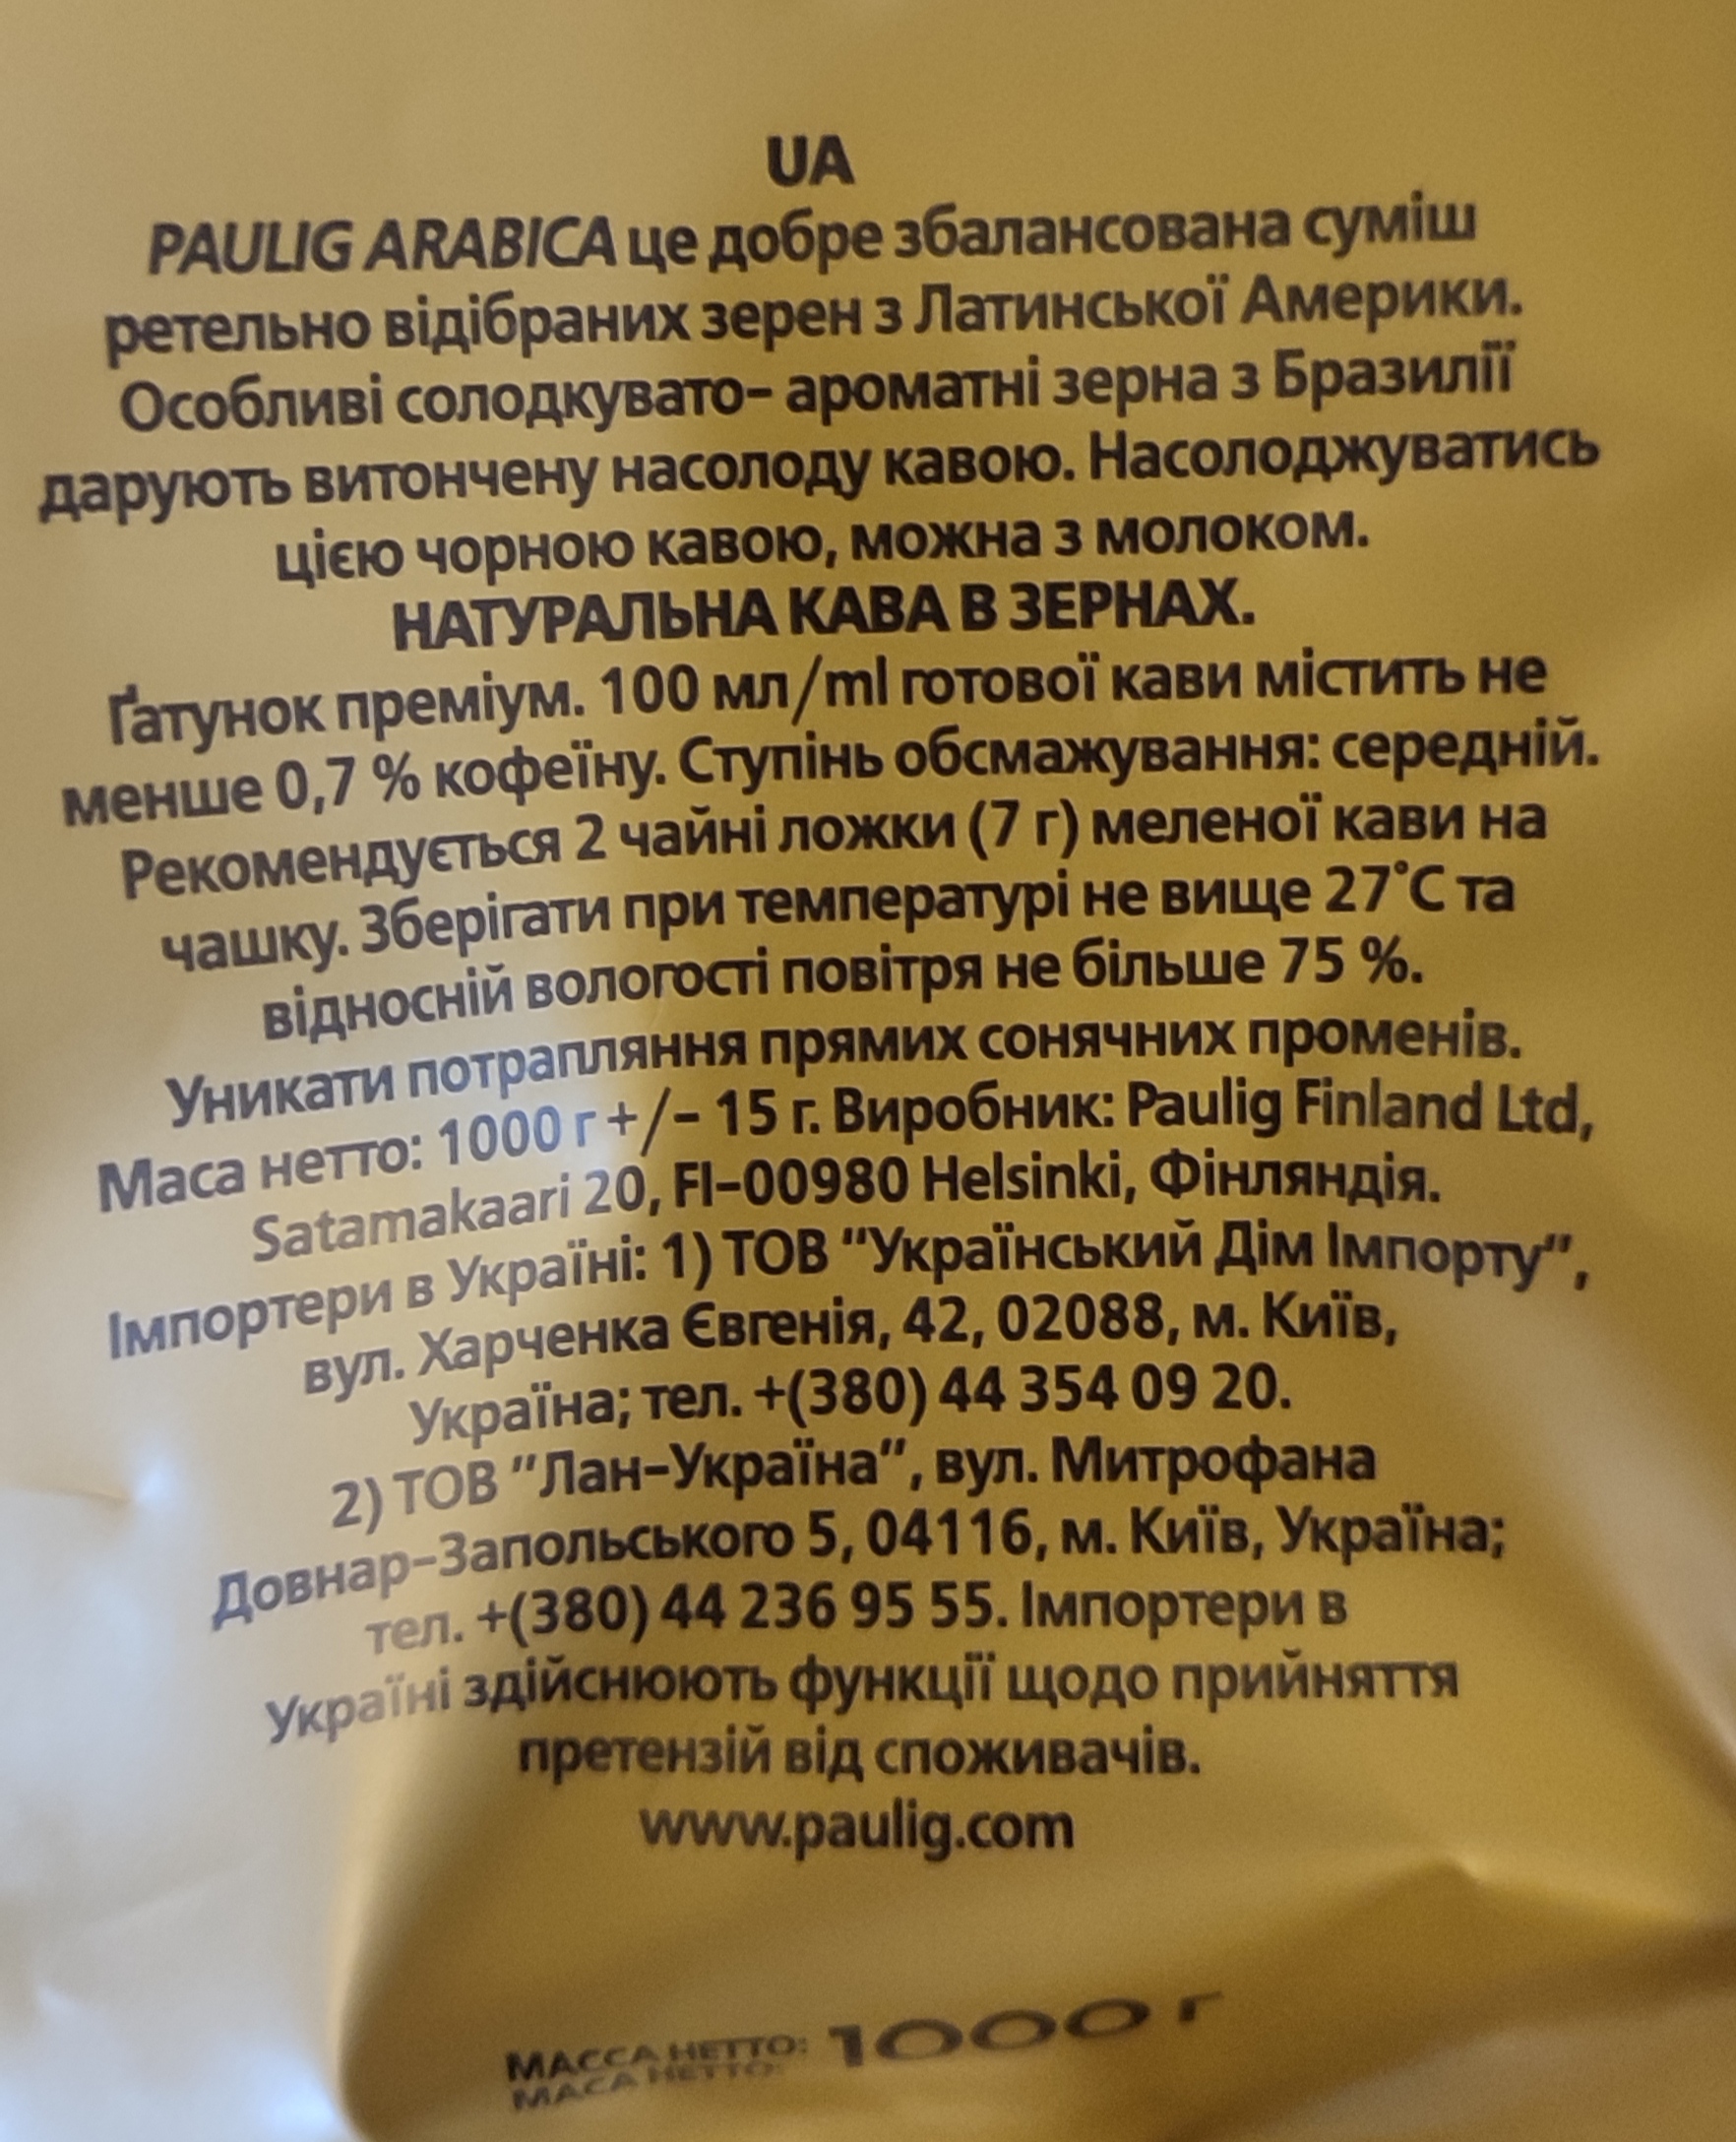 UA
PAULIG ARABICA це добре збалансована суміш
ретельно відібраних зерен з Латинської Америки.
Особливі солодкувато– ароматні зерна з Бразилії
дарують витончену насолоду кавою. Насолоджуватись
цією чорною кавою, можна з молоком.
НАТУРАЛЬНА КАВА В ЗЕРНАХ.
Ґатунок преміум. 100 мл/ml готової кави містить не
менше 0,7 % кофеїну. Ступінь обсмажування: середній.
Рекомендується 2 чайні ложки (7 г) меленої кави на
чашку. Зберігати при температурі не вище 27˚С та
відносній вологості повітря не більше 75 %.
Уникати потрапляння прямих сонячних променів.
Маса нетто: 1000 г +/– 15 г. Виробник: Paulig Finland Ltd,
Satamakaari 20, FI–00980 Helsinki, Фінляндія.
Імпортери в Україні: 1) ТОВ "Український Дім Імпорту",
вул. Харченка Євгенія, 42, 02088, м. Київ,
Україна; тел. +(380) 44 354 09 20.
2) ТОВ "Лан–Україна", вул. Митрофана
Довнар–Запольського 5, 04116, м. Київ, Україна;
тел. +(380) 44 236 95 55. Імпортери в
Україні здійснюють функції щодо прийняття
претензій від споживачів.
www.paulig.com
МАССА НЕТТО: 1000 г
МАСА НЕТТО: